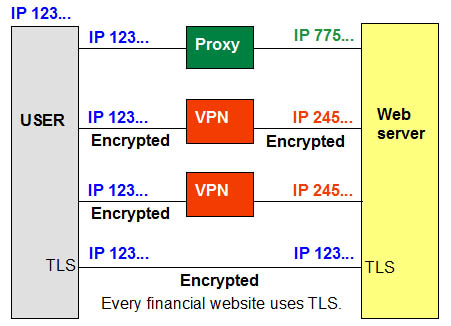 IP 123...
IP 123...
Proxy
IP 775...
USER
IP 123...
VPN
IP 245...
Web
server
Encrypted
Encrypted
IP 123...
VPN
IP 245...
Encrypted
IP 123...
IP 123...
TLS
TLS
Encrypted
Every financial website uses TLS.